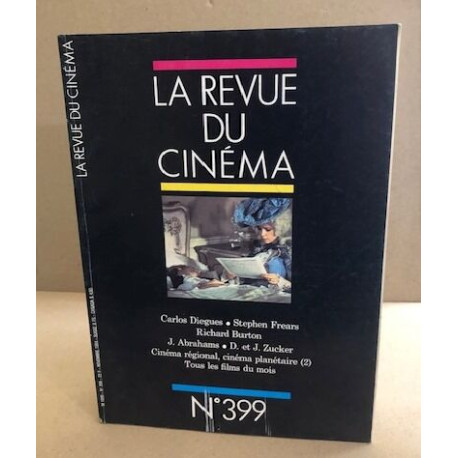 LA REVUE DU CINÉMA
LA REVUE
DU
CINÉMA
Carlos Diegues • Stephen Frears
Richard Burton
J. Abrahams • D. et J. Zucker
Cinéma régional, cinéma planétaire (2)
Tous les films du mois
N°399